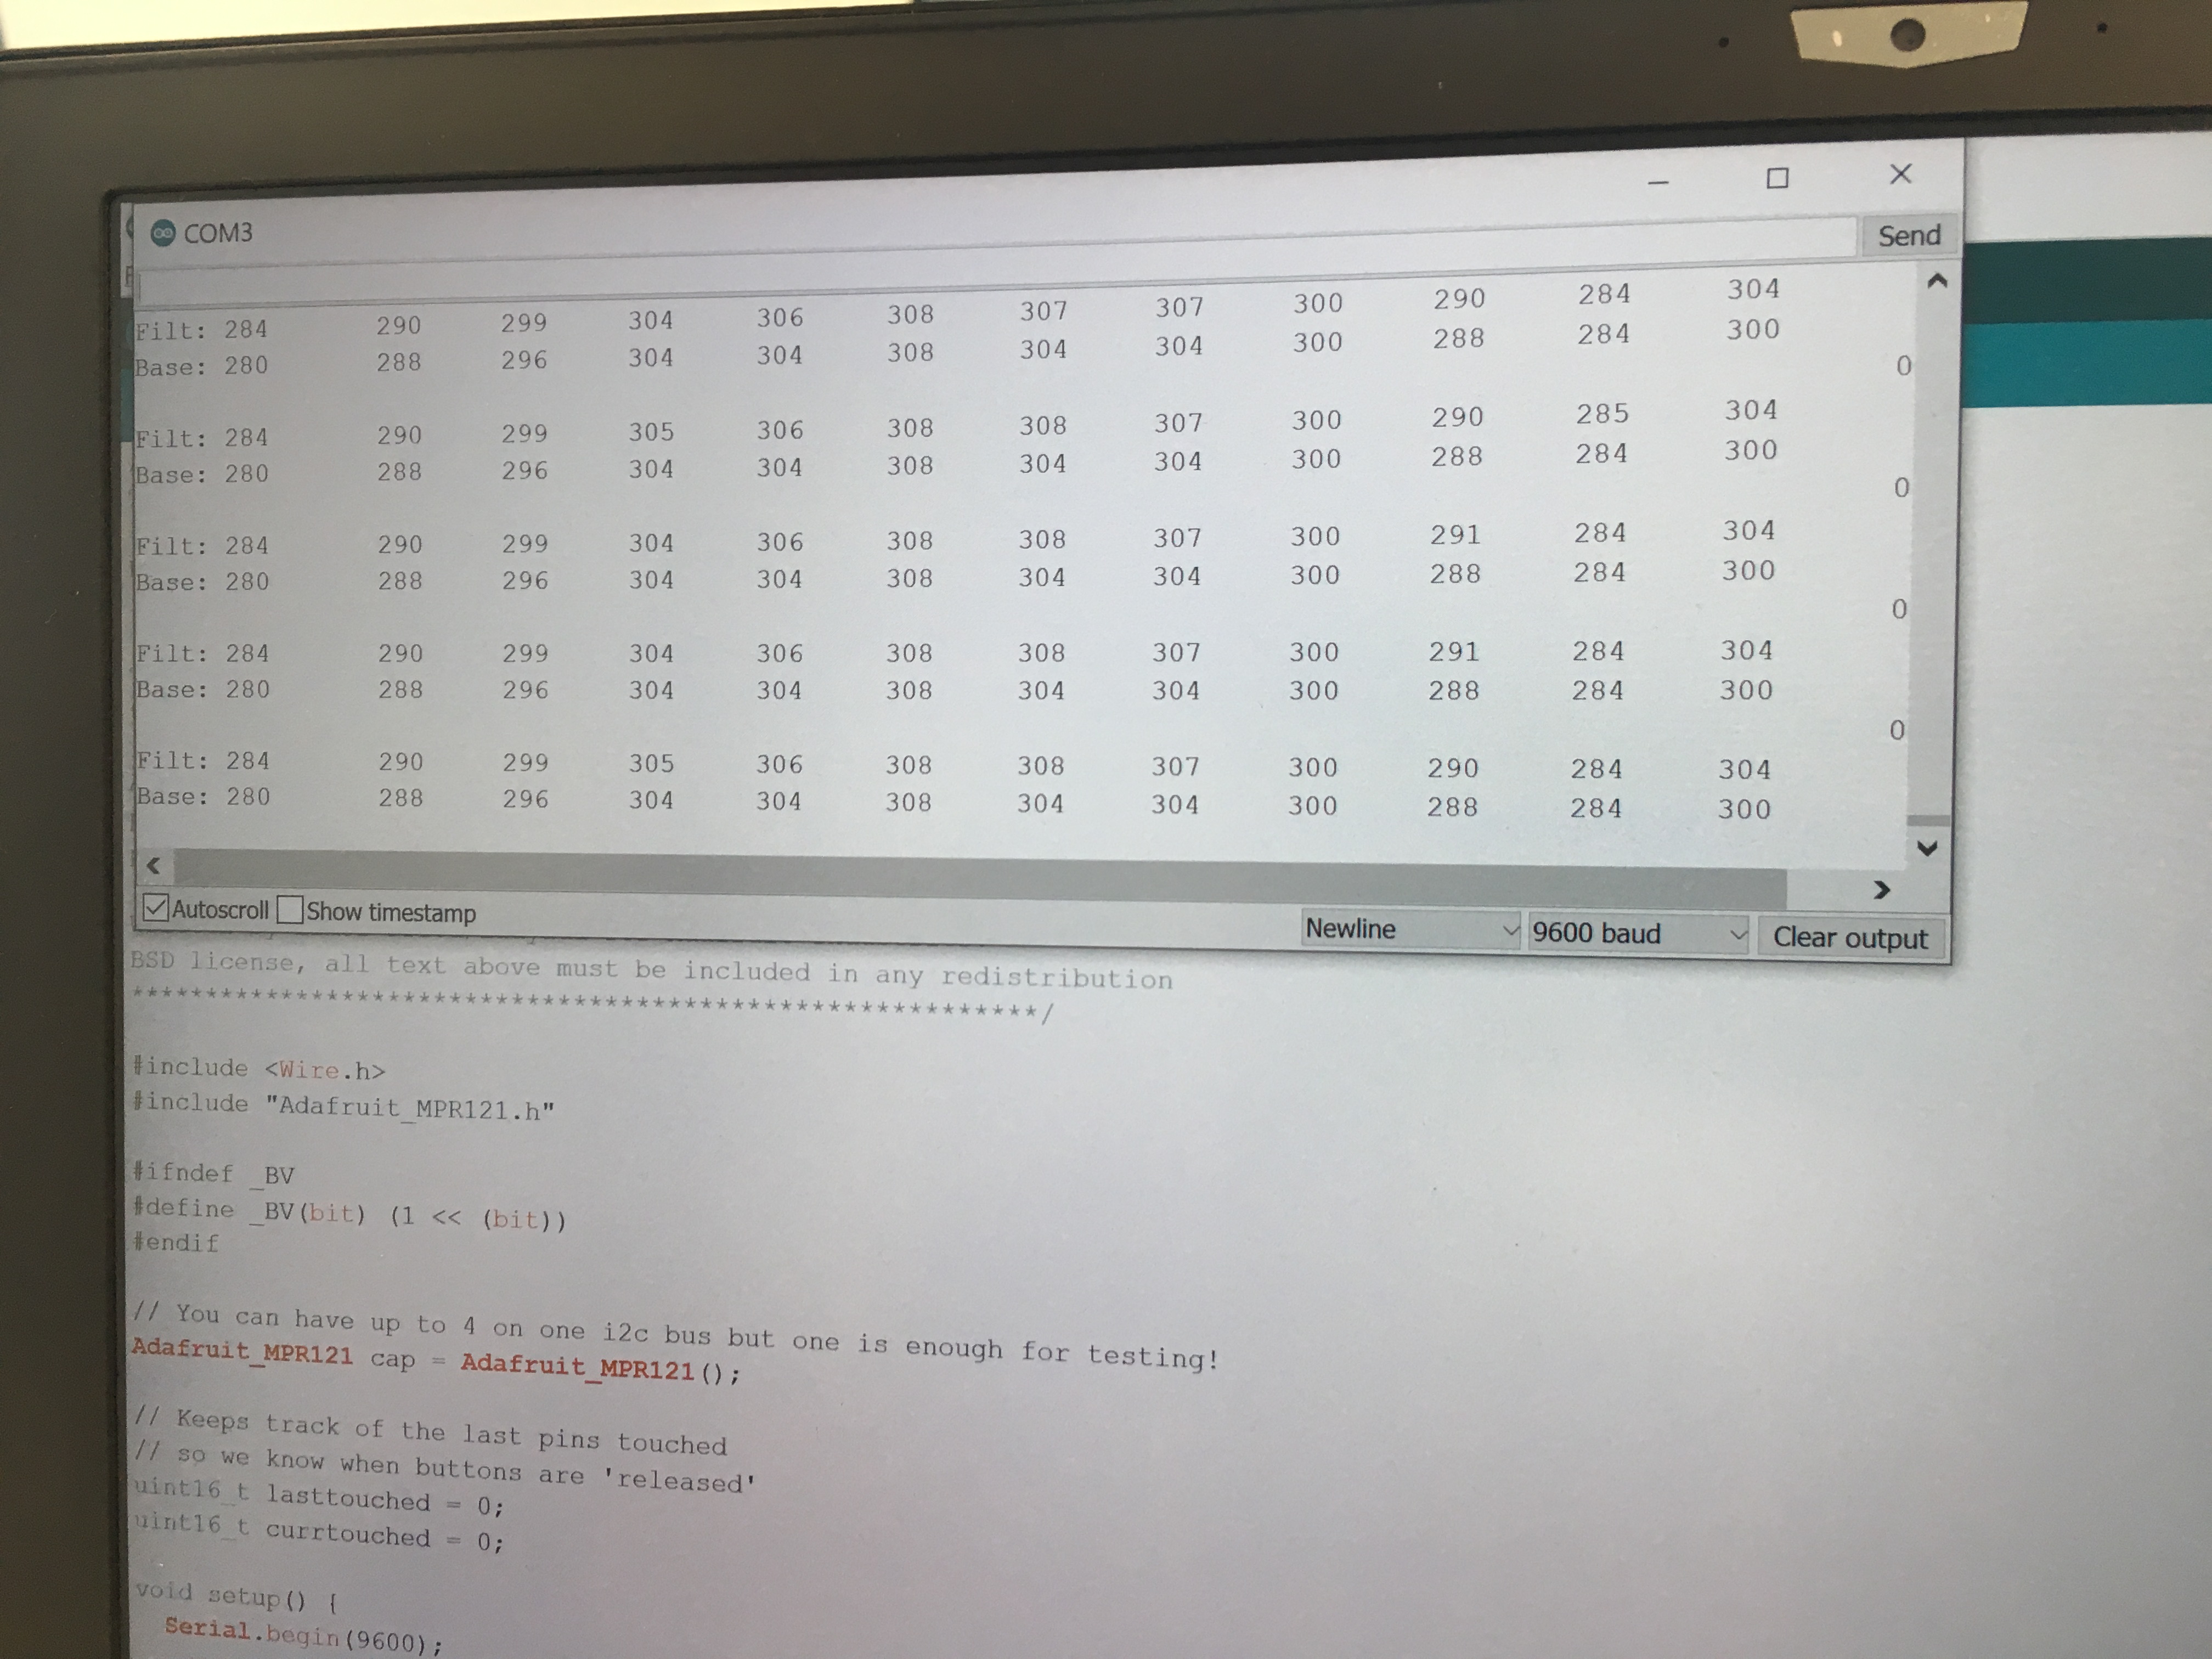 COM3
Send
Filt: 284 290 299 304 306 308 307 307 300 290 284 304
Base: 280 288 296 304 304 308 304 304 300 288 284 300
0
Filt: 284 290 299 305 306 308 308 307 300 290 285 304
Base: 280 288 296 304 304 308 304 304 300 288 284 300
0
Filt: 284 290 299 304 306 308 308 307 300 291 284 304
Base: 280 288 296 304 304 308 304 304 300 288 284 300
0
Filt: 284 290 299 304 306 308 308 307 300 291 284 304
Base: 280 288 296 304 304 308 304 304 300 288 284 300
0
Filt: 284 290 299 305 306 308 308 307 300 290 284 304
Base: 280 288 296 304 304 308 304 304 300 288 284 300
Autoscroll Show timestamp Newline 9600 baud Clear output
BSD license, all text above must be included in any redistribution
****************************************************************/
#include <Wire.h>
#include "Adafruit_MPR121.h"
#ifndef _BV
#define _BV(bit) (1 << (bit))
#endif
// You can have up to 4 on one i2c bus but one is enough for testing!
Adafruit_MPR121 cap = Adafruit_MPR121();
// Keeps track of the last pins touched
// so we know when buttons are 'released'
uint16_t lasttouched = 0;
uint16_t currtouched = 0;
void setup() {
Serial.begin(9600);